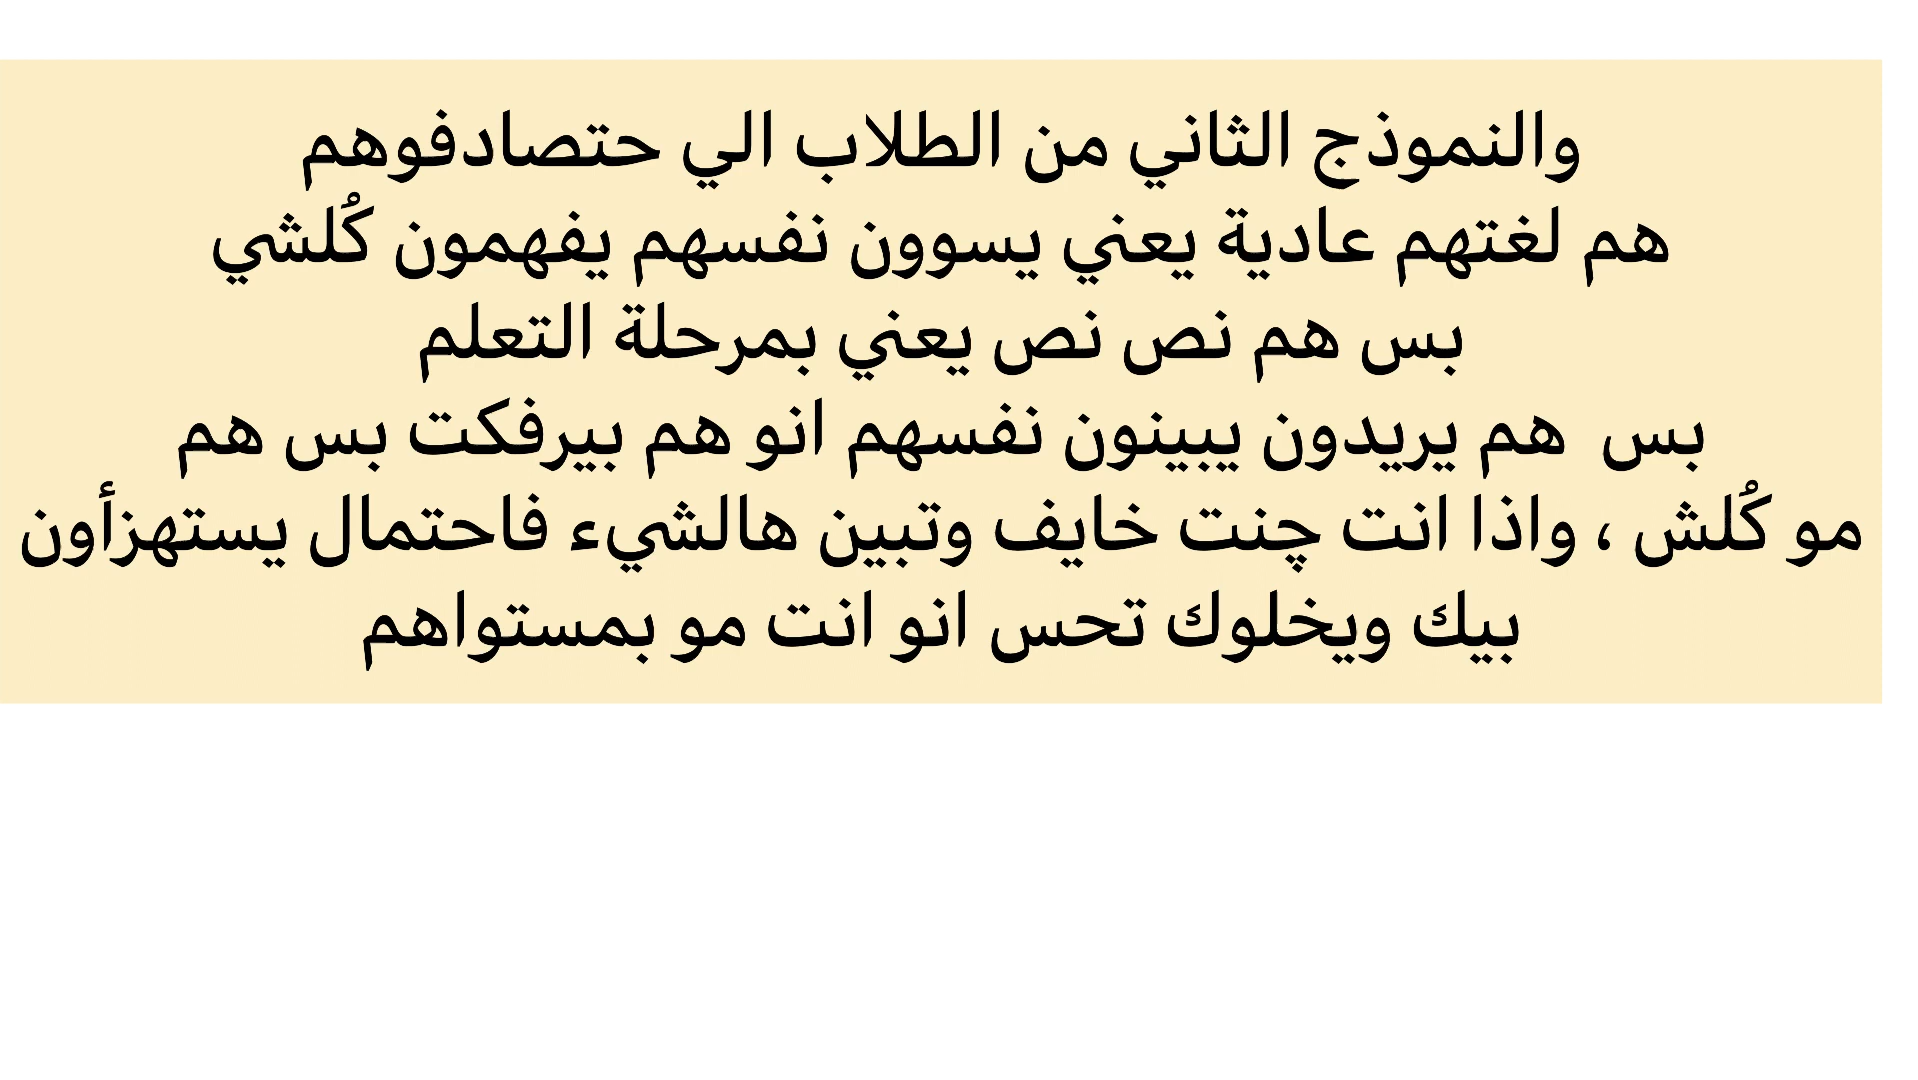 والنموذج الثاني من الطلاب الي حتصادفوهم
هم لغتهم عادية يعني يسوون نفسهم يفهمون كُلشي
بس هم نص نص يعني بمرحلة التعلم
بس  هم يريدون يبينون نفسهم انو هم بيرفكت بس هم
مو كُلش ، واذا انت چنت خايف وتبين هالشيء فاحتمال يستهزأون
بيك ويخلوك تحس انو انت مو بمستواهم